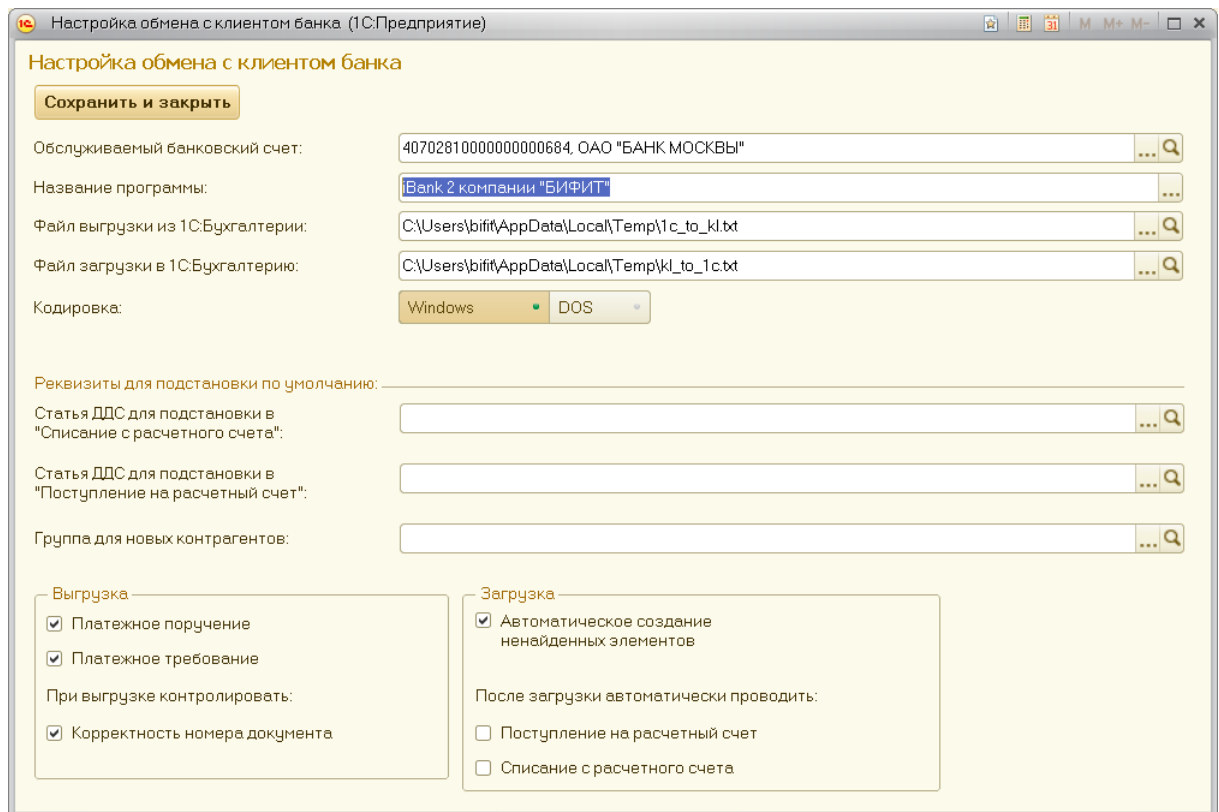 Настройка обмена с клиентом банка (1С:Предприятие)
M M+ M-
Настройка обмена с клиентом банка
Сохранить и закрыть
Обслуживаемый банковский счет: 40702810000000000684, ОАО "БАНК МОСКВЫ"
Название программы: iBank 2 компании "БИФИТ"
Файл выгрузки из 1С:Бухгалтерии: C:\Users\bifit\AppData\Local\Temp\1c_to_kl.txt
Файл загрузки в 1С:Бухгалтерию: C:\Users\bifit\AppData\Local\Temp\kl_to_1c.txt
Кодировка: Windows DOS
Реквизиты для подстановки по умолчанию:
Статья ДДС для подстановки в
"Списание с расчетного счета":
Статья ДДС для подстановки в
"Поступление на расчетный счет":
Группа для новых контрагентов:
Выгрузка
Платежное поручение
Платежное требование
При выгрузке контролировать:
Корректность номера документа
Загрузка
Автоматическое создание
ненайденных элементов
После загрузки автоматически проводить:
Поступление на расчетный счет
Списание с расчетного счета